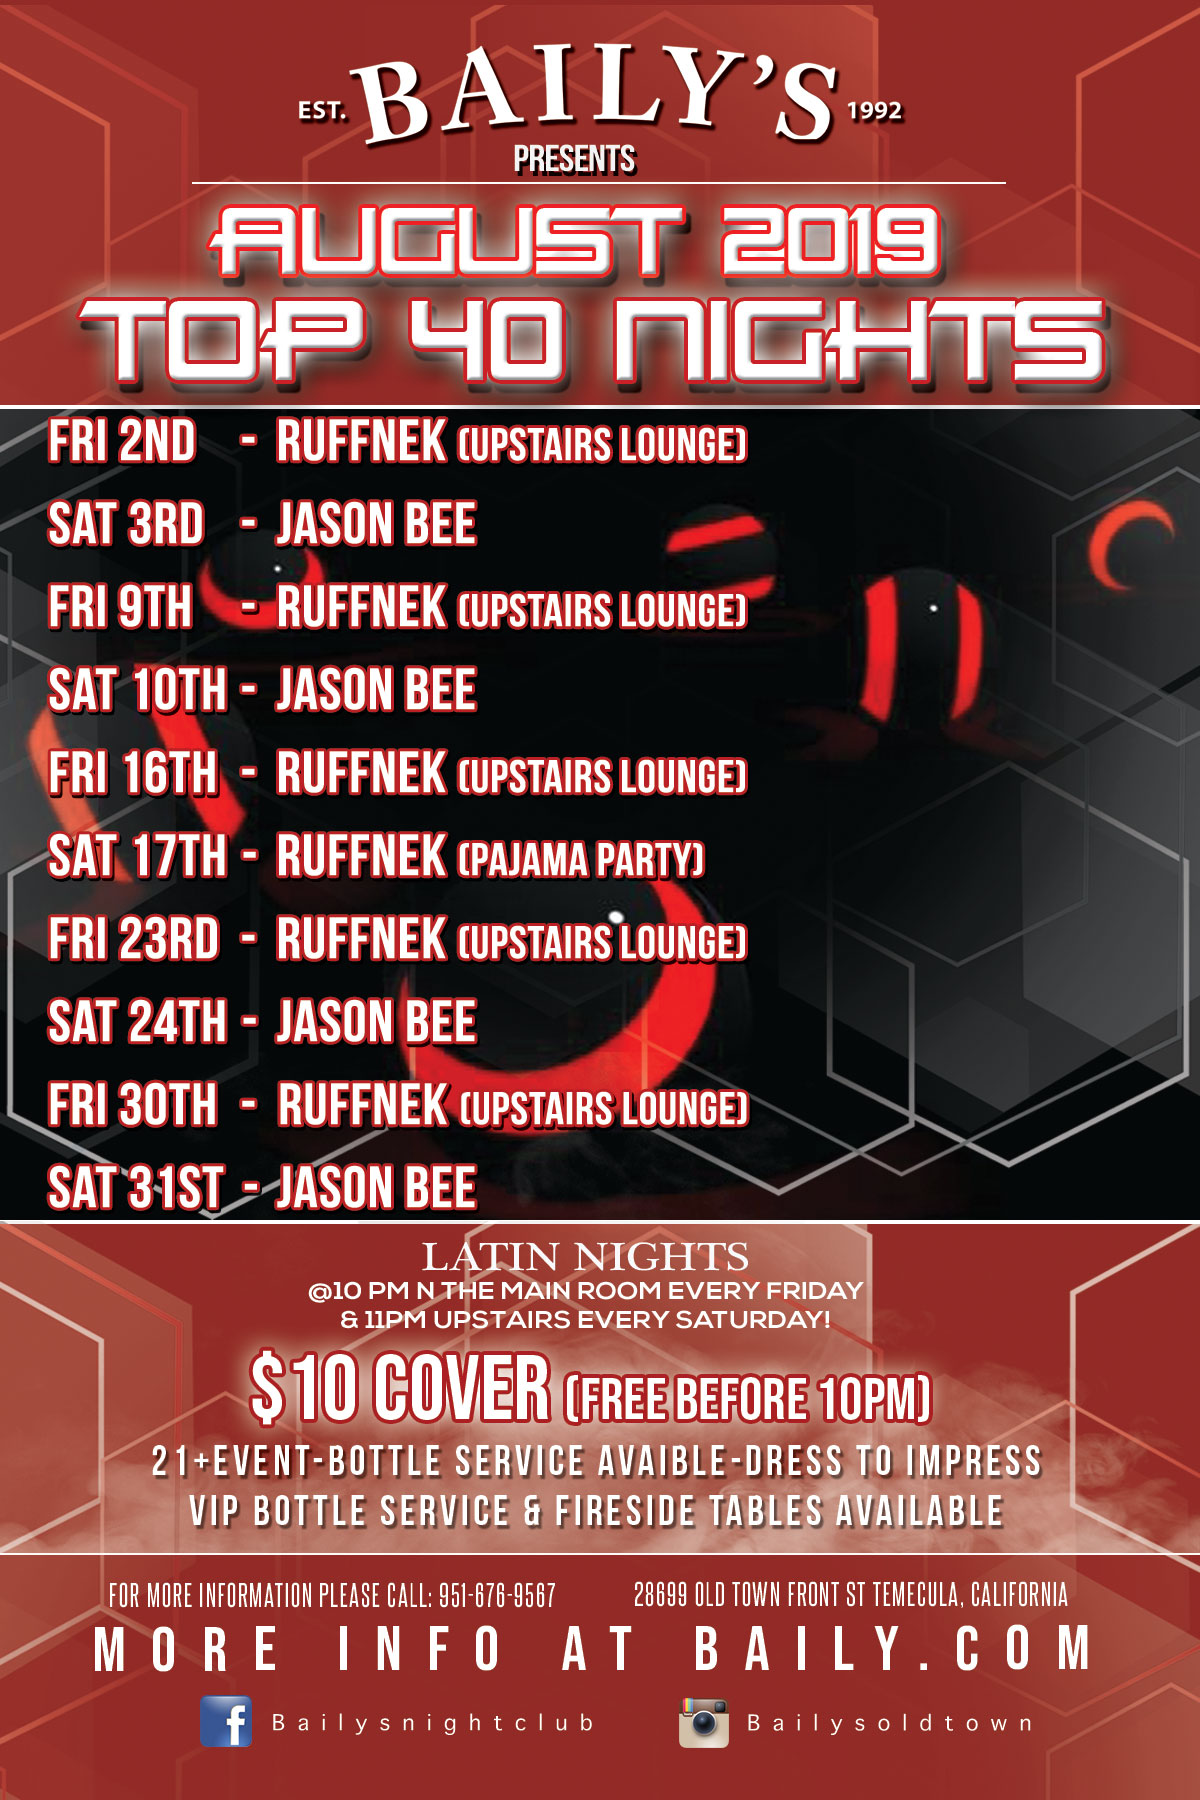 EST. BAILY'S 1992
PRESENTS
AUGUST 2019
TOP 40 NIGHTS
FRI 2ND - RUFFNEK (UPSTAIRS LOUNGE)
SAT 3RD - JASON BEE
FRI 9TH - RUFFNEK (UPSTAIRS LOUNGE)
SAT 10TH - JASON BEE
FRI 16TH - RUFFNEK (UPSTAIRS LOUNGE)
SAT 17TH - RUFFNEK (PAJAMA PARTY)
FRI 23RD - RUFFNEK (UPSTAIRS LOUNGE)
SAT 24TH - JASON BEE
FRI 30TH - RUFFNEK (UPSTAIRS LOUNGE)
SAT 31ST - JASON BEE
LATIN NIGHTS
@10 PM N THE MAIN ROOM EVERY FRIDAY
& 11PM UPSTAIRS EVERY SATURDAY!
$10 COVER (FREE BEFORE 10PM)
21+EVENT-BOTTLE SERVICE AVAIBLE-DRESS TO IMPRESS
VIP BOTTLE SERVICE & FIRESIDE TABLES AVAILABLE
FOR MORE INFORMATION PLEASE CALL: 951-676-9567 28699 OLD TOWN FRONT ST TEMECULA, CALIFORNIA
MORE INFO AT BAILY.COM
f Bailysnightclub Bailysoldtown